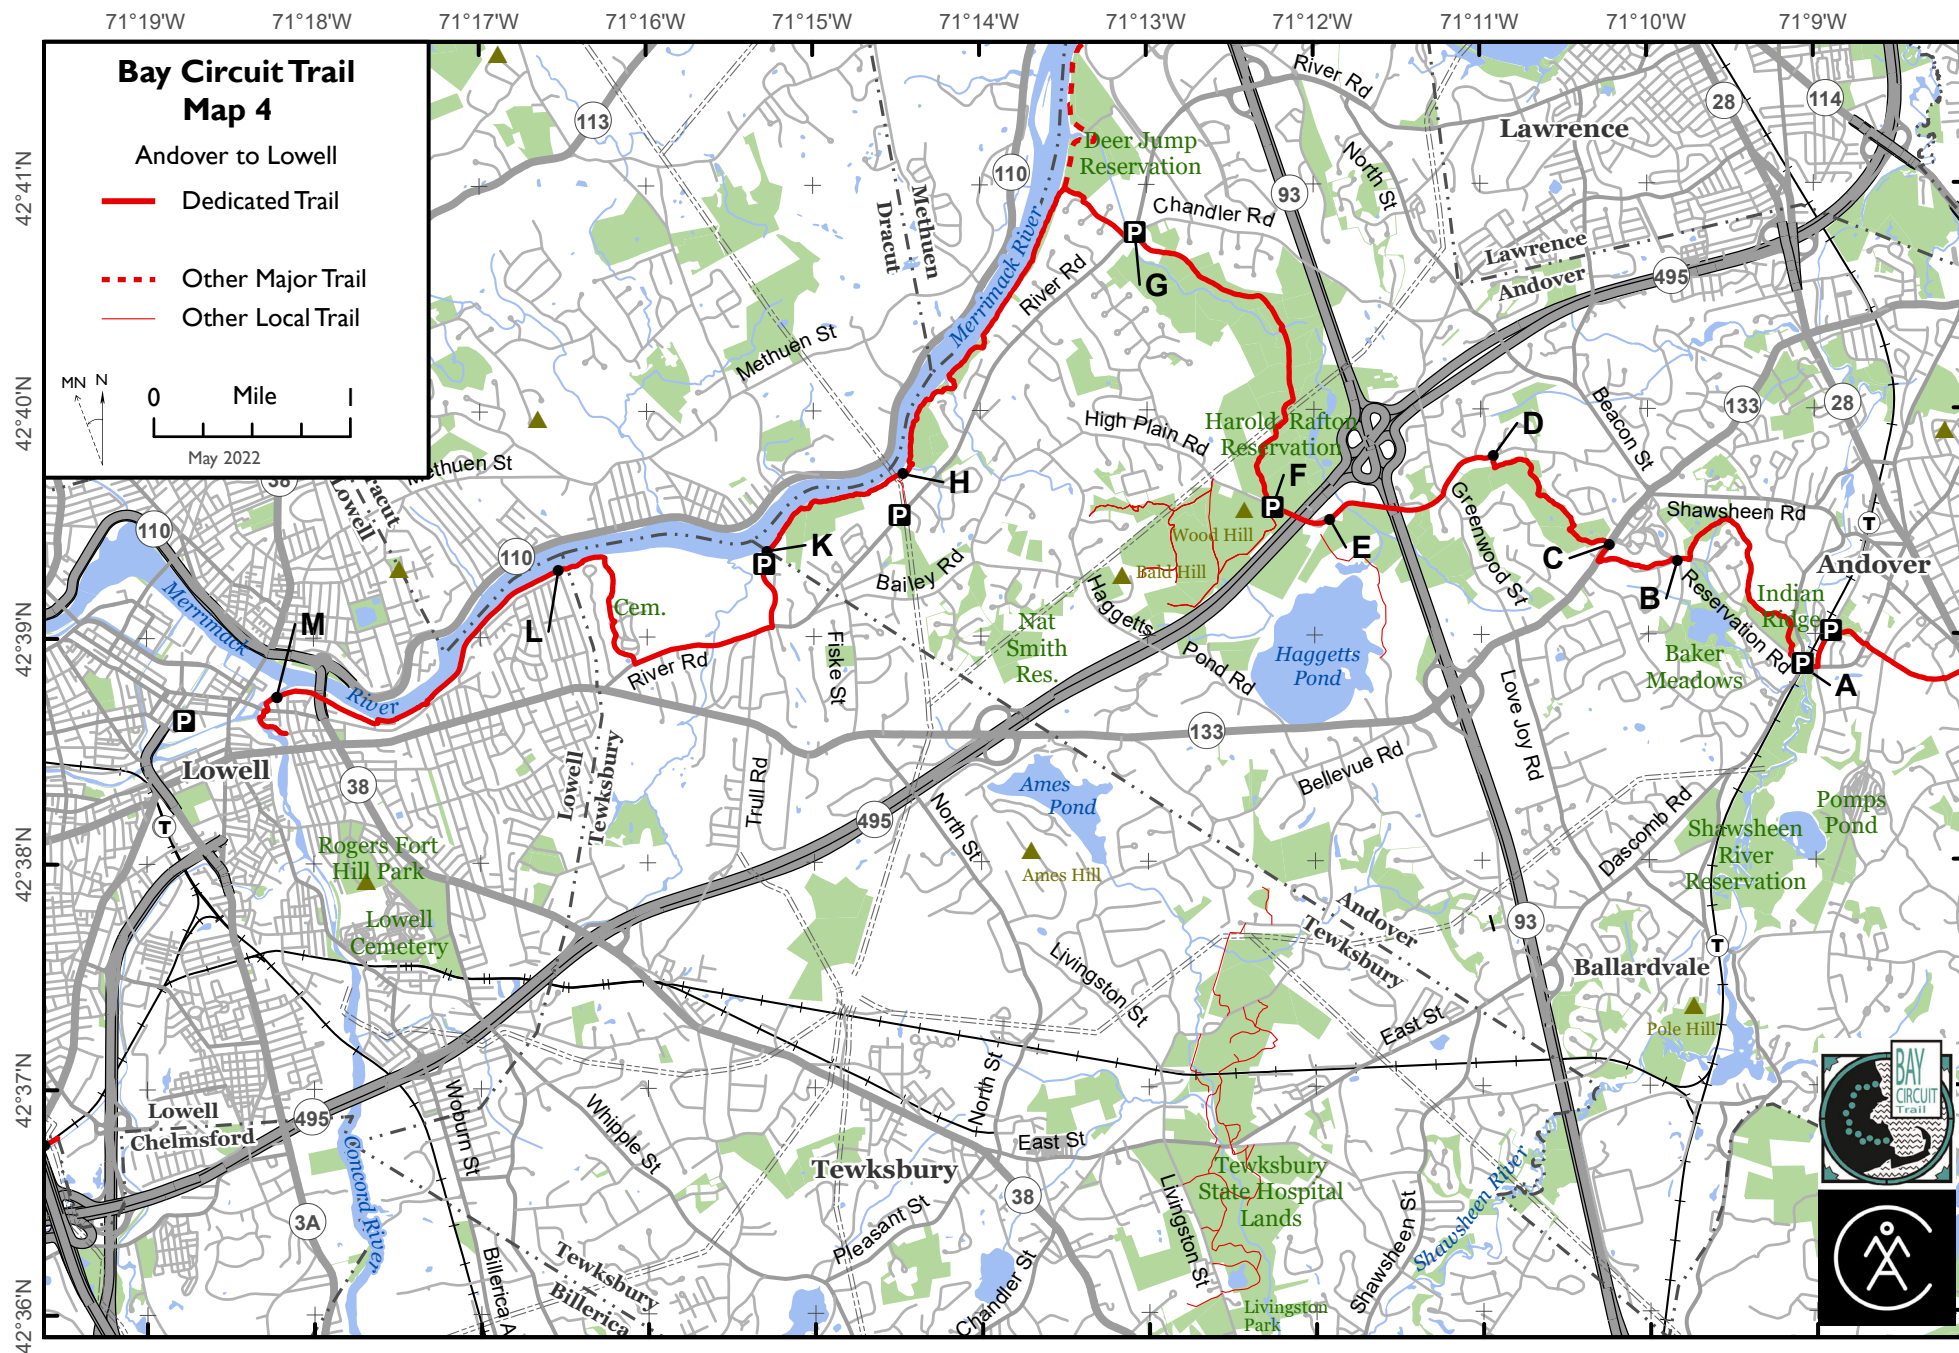 71°19'W 71°18'W 71°17'W 71°16'W 71°15'W 71°14'W 71°13'W 71°12'W 71°11'W 71°10'W 71°9'W
42°41'N
42°40'N
42°39'N
42°38'N
42°37'N
42°36'N
Bay Circuit Trail
Map 4
Andover to Lowell
Dedicated Trail
Other Major Trail
Other Local Trail
MN N
0 Mile 1
May 2022
113
110
Methuen
Dracut
Merrimack River
Deer Jump
Reservation
River Rd
93
North St
Lawrence
28
114
Chandler Rd
P
G
River Rd
Lawrence
Andover
495
Methuen St
High Plain Rd
Harold Rafton
Reservation
Beacon St
133
28
D
F
P
H
P
ethuen St
38
racut
Lowell
110
110
K
P
Bailey Rd
Wood Hill
Bald Hill
E
Greenwood St
C
Shawsheen Rd
T
Andover
B
Reservation Rd
Indian
Ridge
P
P
A
Baker
Meadows
Merrimack
River
M
L
Cem.
River Rd
Fiske St
Nat
Smith
Res.
Haggetts
Pond Rd
Haggetts
Pond
Love Joy Rd
P
Lowell
38
Lowell
Tewksbury
Trull Rd
133
Bellevue Rd
Ames
Pond
495
North St
Ames Hill
Dascomb Rd
Pomps
Pond
Shawsheen
River
Reservation
T
Rogers Fort
Hill Park
Lowell
Cemetery
Andover
Tewksbury
93
Livingston St
Ballardvale
T
Pole Hill
East St
North St
Lowell
Chelmsford
495
Woburn St
Whipple St
East St
Tewksbury
Concord River
3A
Pleasant St
38
Livingston St
Tewksbury
State Hospital
Lands
Shawsheen St
Shawsheen River
Tewksbury
Billerica
Billerica A
Chandler St
Livingston
Park
BAY
CIRCUIT
Trail